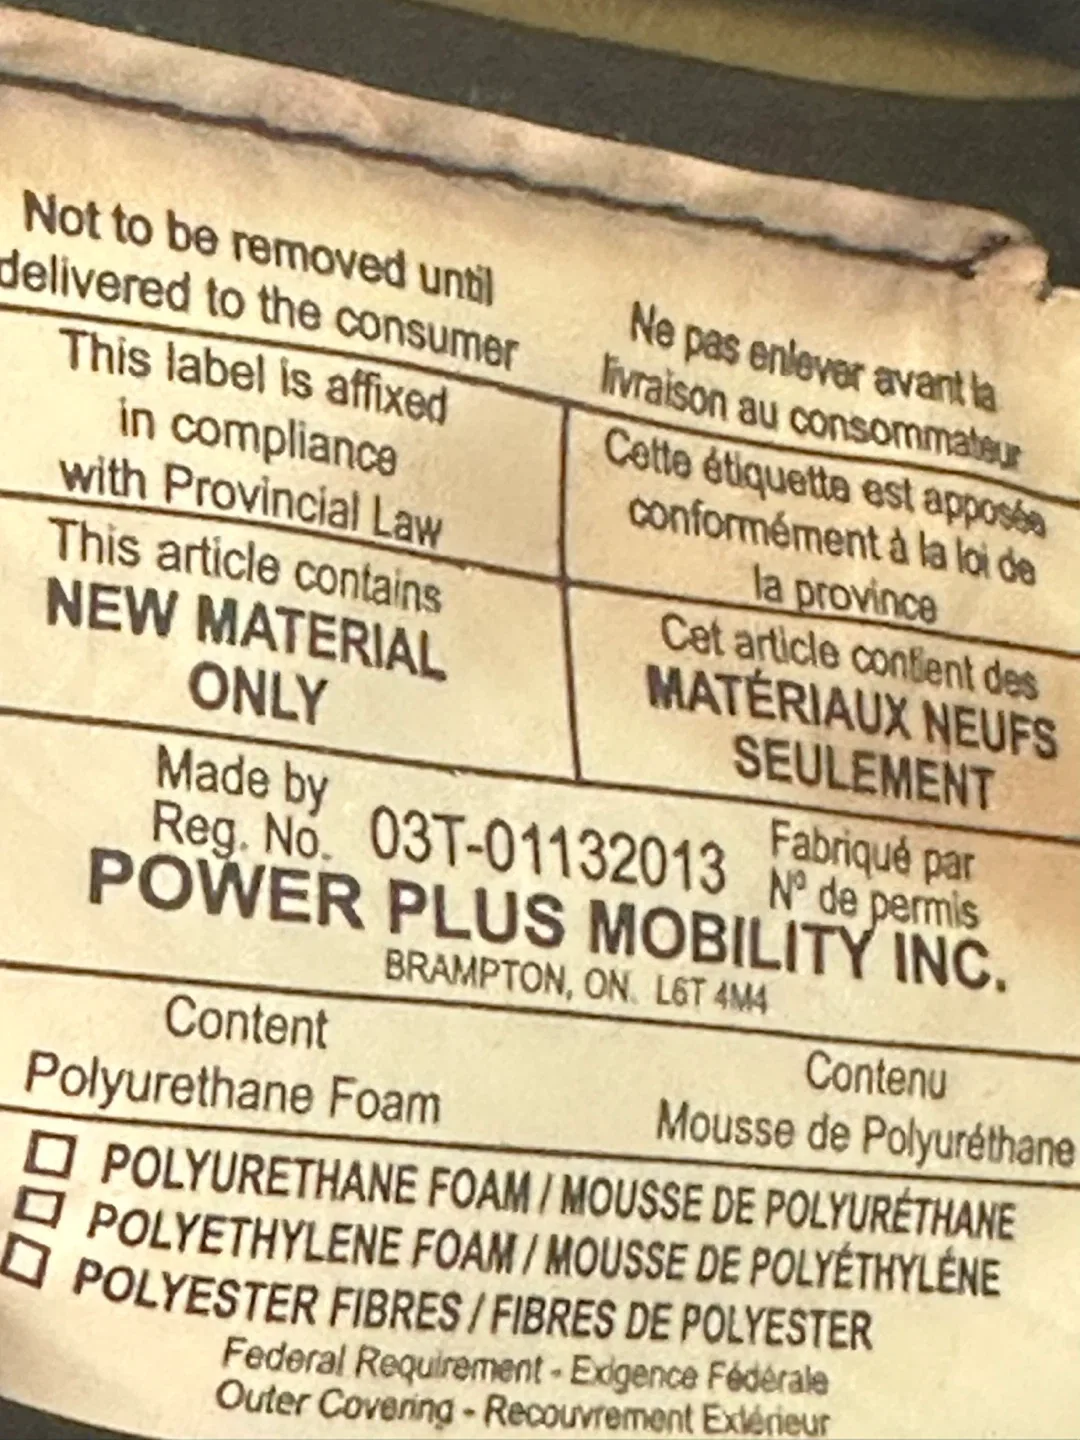 Not to be removed until
delivered to the consumer
Ne pas enlever avant la
livraison au consommateur
This label is affixed
in compliance
with Provincial Law
Cette étiquette est apposée
conformément à la loi de
la province
This article contains
NEW MATERIAL
ONLY
Cet article contient des
MATÉRIAUX NEUFS
SEULEMENT
Made by
Reg. No. 03T-01132013
Fabriqué par
Nº de permis
POWER PLUS MOBILITY INC.
BRAMPTON, ON. L6T 4M4
Content
Polyurethane Foam
Contenu
Mousse de Polyuréthane
POLYURETHANE FOAM / MOUSSE DE POLYURÉTHANE
POLYETHYLENE FOAM / MOUSSE DE POLYÉTHYLÉNE
POLYESTER FIBRES / FIBRES DE POLYESTER
Federal Requirement - Exigence Fédérale
Outer Covering - Recouvrement Extérieur